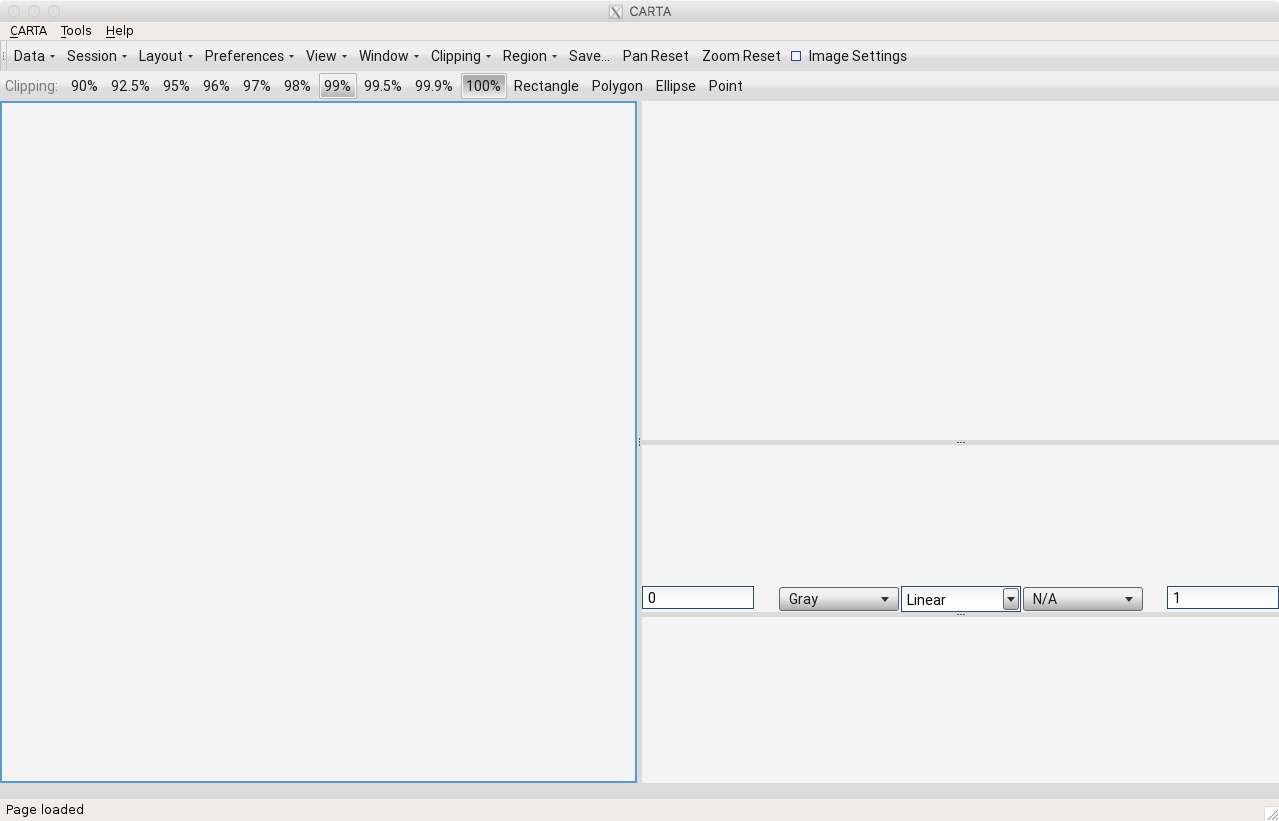 CARTA
CARTA Tools Help
Data Session Layout Preferences View Window Clipping Region Save... Pan Reset Zoom Reset Image Settings
Clipping: 90% 92.5% 95% 96% 97% 98% 99% 99.5% 99.9% 100% Rectangle Polygon Ellipse Point
0 Gray Linear N/A 1
Page loaded